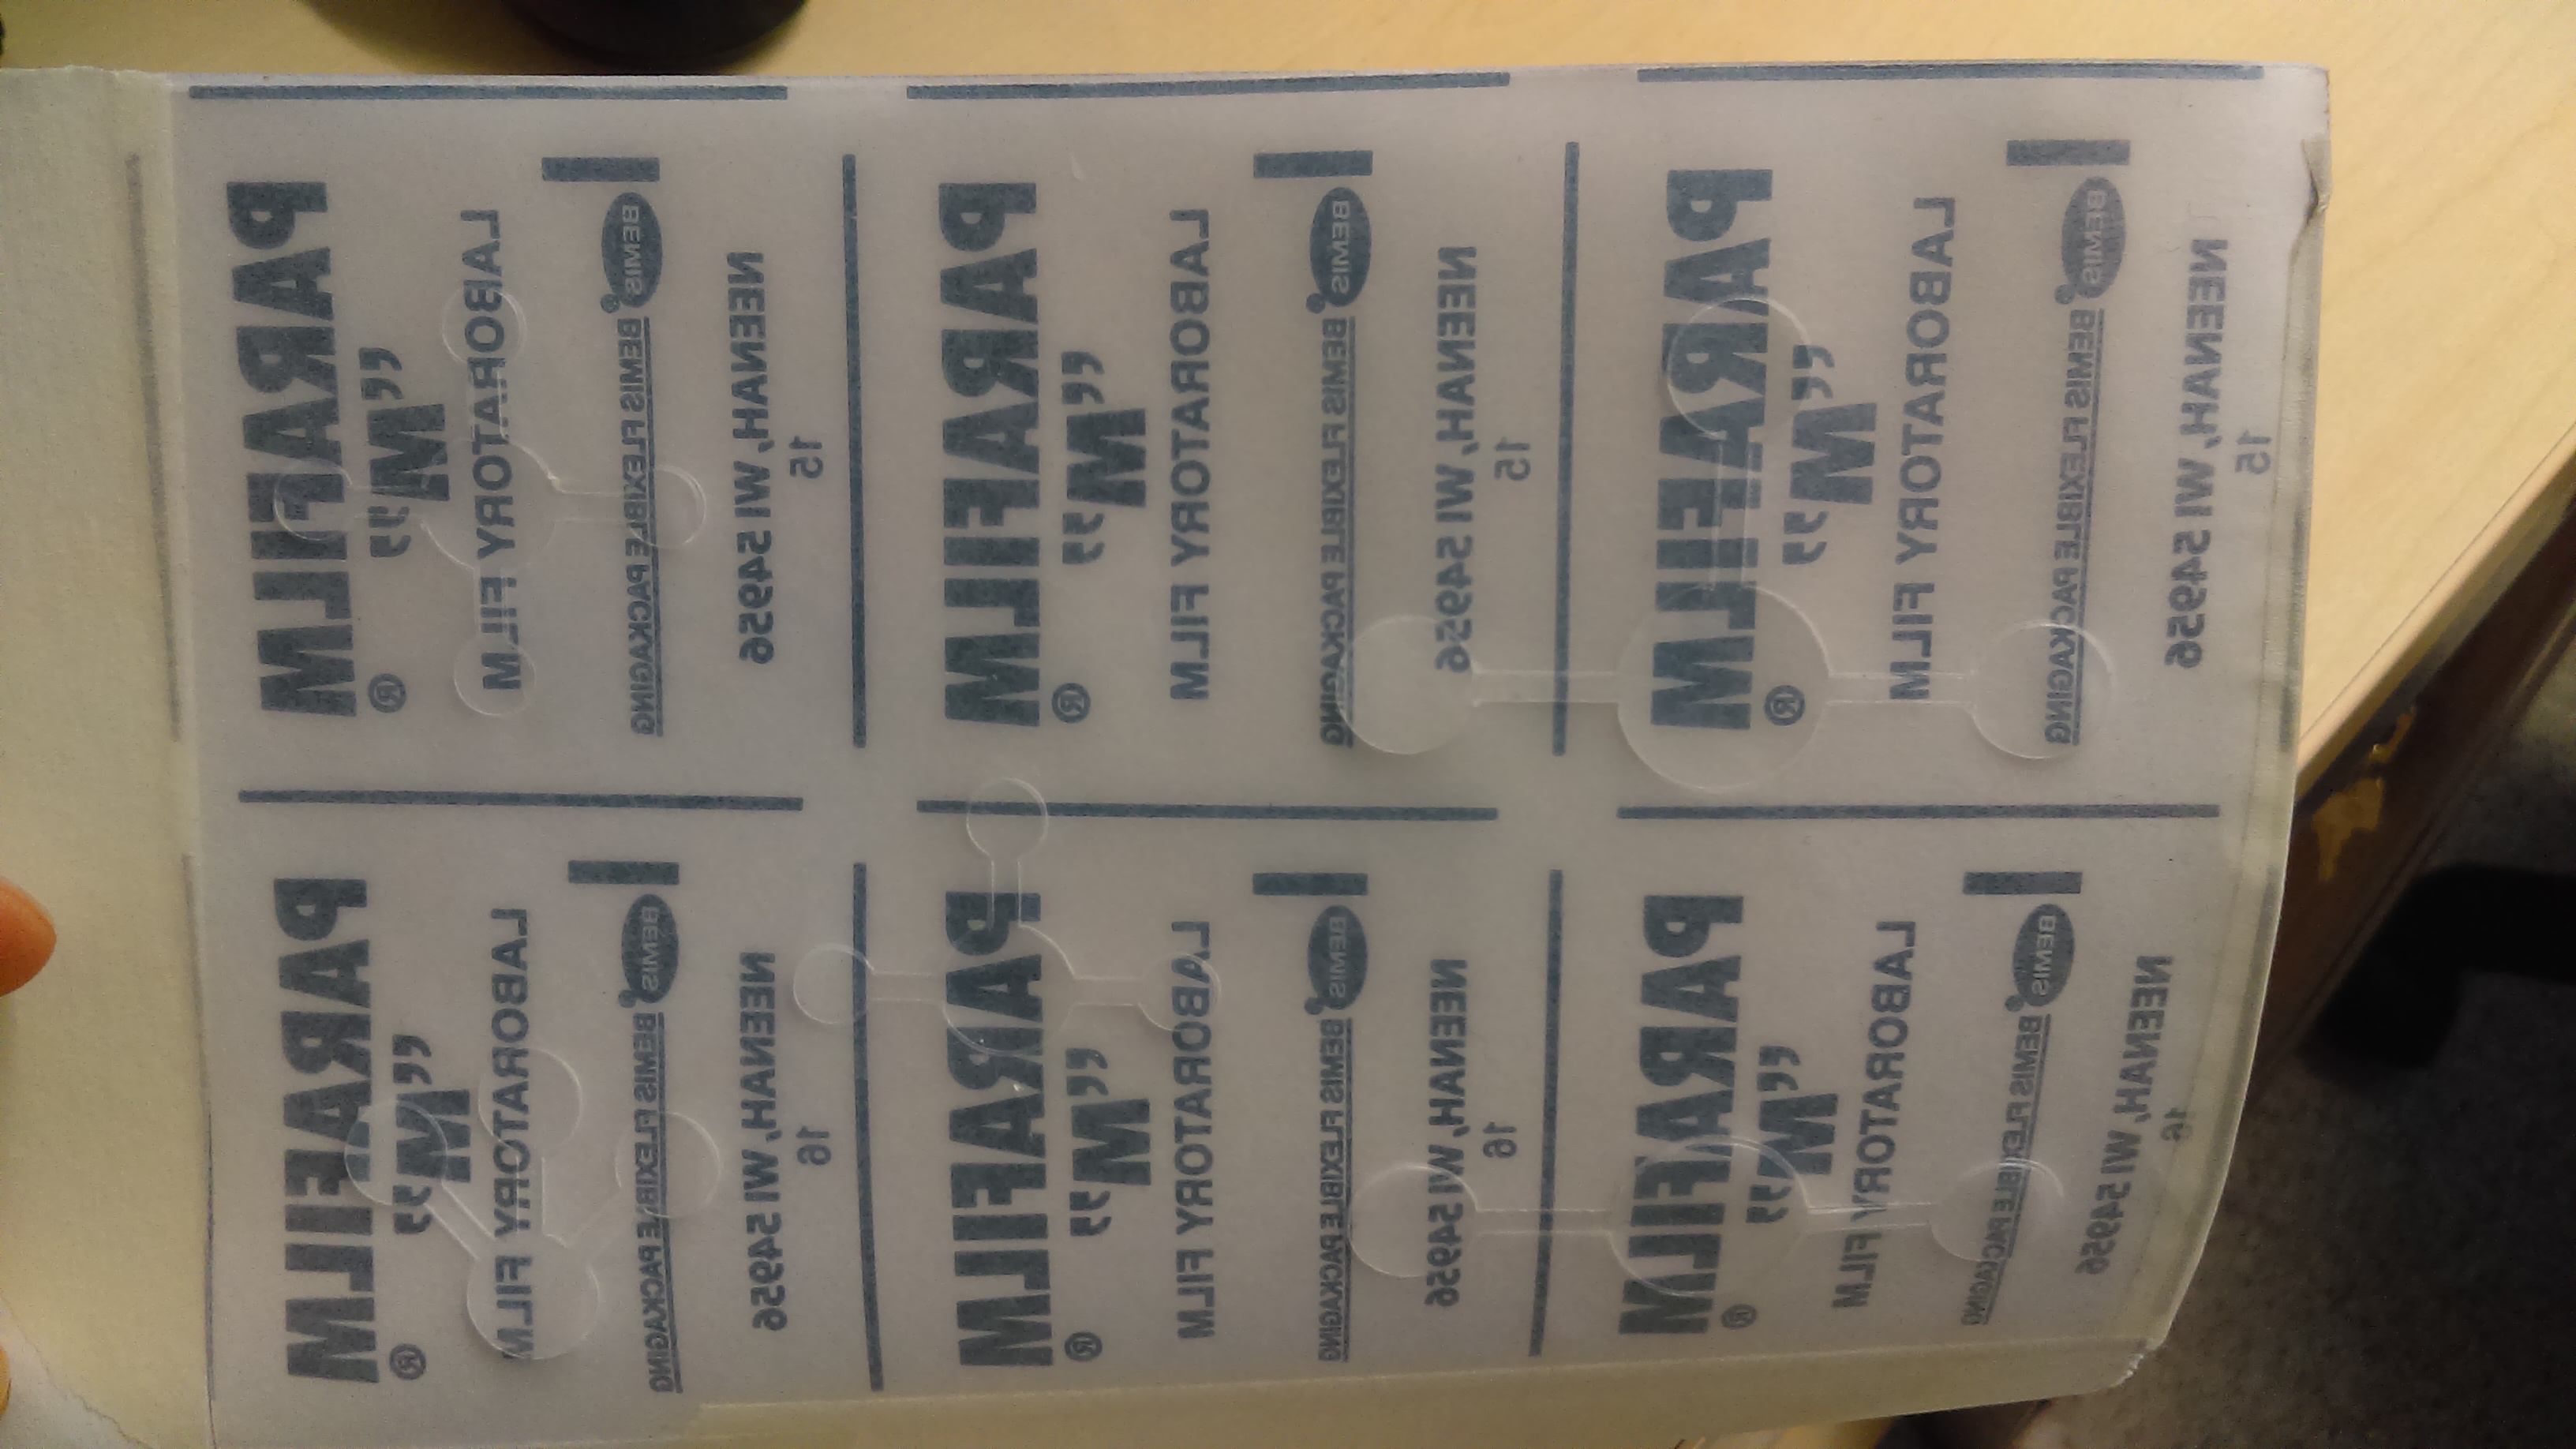 PARAFILM
"M"
®
LABORATORY FILM
BEMIS
BEMIS FLEXIBLE PACKAGING
NEENAH, WI 54956
15
PARAFILM
"M"
®
LABORATORY FILM
BEMIS
BEMIS FLEXIBLE PACKAGING
NEENAH, WI 54956
15
PARAFILM
"M"
®
LABORATORY FILM
BEMIS
BEMIS FLEXIBLE PACKAGING
NEENAH, WI 54956
15
PARAFILM
"M"
®
LABORATORY FILM
BEMIS
BEMIS FLEXIBLE PACKAGING
NEENAH, WI 54956
16
PARAFILM
"M"
®
LABORATORY FILM
BEMIS
BEMIS FLEXIBLE PACKAGING
NEENAH, WI 54956
16
PARAFILM
"M"
®
LABORATORY FILM
BEMIS
BEMIS FLEXIBLE PACKAGING
NEENAH, WI 54956
16